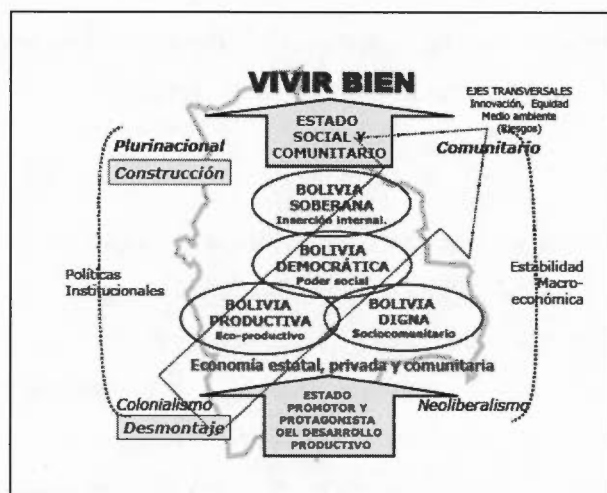 VIVIR BIEN
EJES TRANSVERSALES
Innovación, Equidad
Medio ambiente
(Riesgos)
ESTADO
SOCIAL Y
COMUNITARIO
Plurinacional
Construcción
Comunitario
BOLIVIA
SOBERANA
Inserción internal.
BOLIVIA
DEMOCRÁTICA
Poder social
Políticas
Institucionales
Estabilidad
Macro-
económica
BOLIVIA
PRODUCTIVA
Eco-productivo
BOLIVIA
DIGNA
Sociocomunitario
Economía estatal, privada y comunitaria
Colonialismo
Desmontaje
ESTADO
PROMOTOR Y
PROTAGONISTA
OEL DESARROLLO
PRODUCTIVO
Neoliberalismo